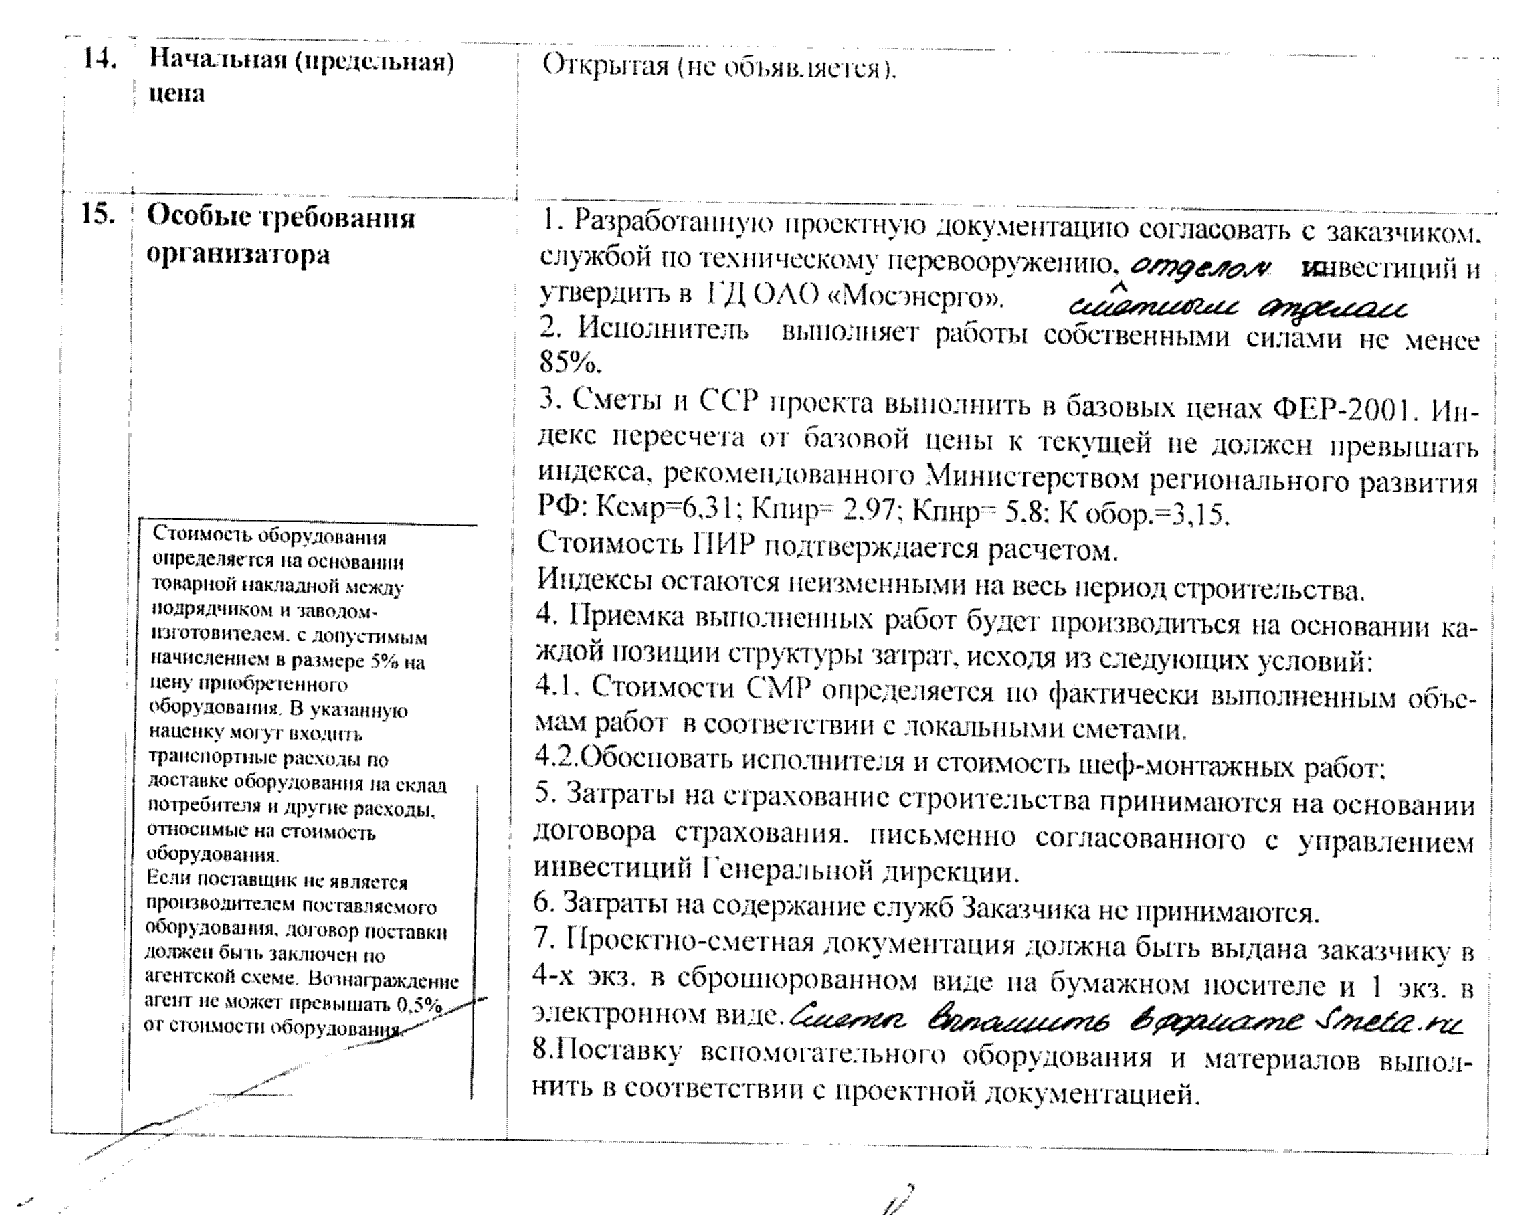 14. Начальная (предельная)
цена
Открытая (не объявляется).
15. Особые требования
организатора
Стоимость оборудования
определяется на основании
товарной накладной между
подрядчиком и заводом-
изготовителем. с допустимым
начислением в размере 5% на
цену приобретенного
оборудования. В указанную
наценку могут входить
транспортные расходы по
доставке оборудования на склад
потребителя и другие расходы,
относимые на стоимость
оборудования.
Если поставщик не является
производителем поставляемого
оборудования, договор поставки
должен быть заключен по
агентской схеме. Вознаграждение
агент не может превышать 0,5%
от стоимости оборудования.
1. Разработанную проектную документацию согласовать с заказчиком.
службой по техническому перевооружению, отделом инвестиций и
утвердить в ГД ОАО «Мосэнерго». сметным отделом
2. Исполнитель выполняет работы собственными силами не менее
85%.
3. Сметы и ССР проекта выполнить в базовых ценах ФЕР-2001. Ин-
декс пересчета от базовой цены к текущей не должен превышать
индекса, рекомендованного Министерством регионального развития
РФ: Ксмр=6,31; Кпир= 2.97; Кпнр= 5.8; К обор.=3,15.
Стоимость ПИР подтверждается расчетом.
Индексы остаются неизменными на весь период строительства.
4. Приемка выполненных работ будет производиться на основании ка-
ждой позиции структуры затрат, исходя из следующих условий:
4.1. Стоимости СМР определяется по фактически выполненным объе-
мам работ в соответствии с локальными сметами.
4.2.Обосновать исполнителя и стоимость шеф-монтажных работ;
5. Затраты на страхование строительства принимаются на основании
договора страхования. письменно согласованного с управлением
инвестиций Генеральной дирекции.
6. Затраты на содержание служб Заказчика не принимаются.
7. Проектно-сметная документация должна быть выдана заказчику в
4-х экз. в сброшюрованном виде на бумажном носителе и 1 экз. в
электронном виде. Сметы выполнить в формате Smeta.ru
8.Поставку вспомогательного оборудования и материалов выпол-
нить в соответствии с проектной документацией.